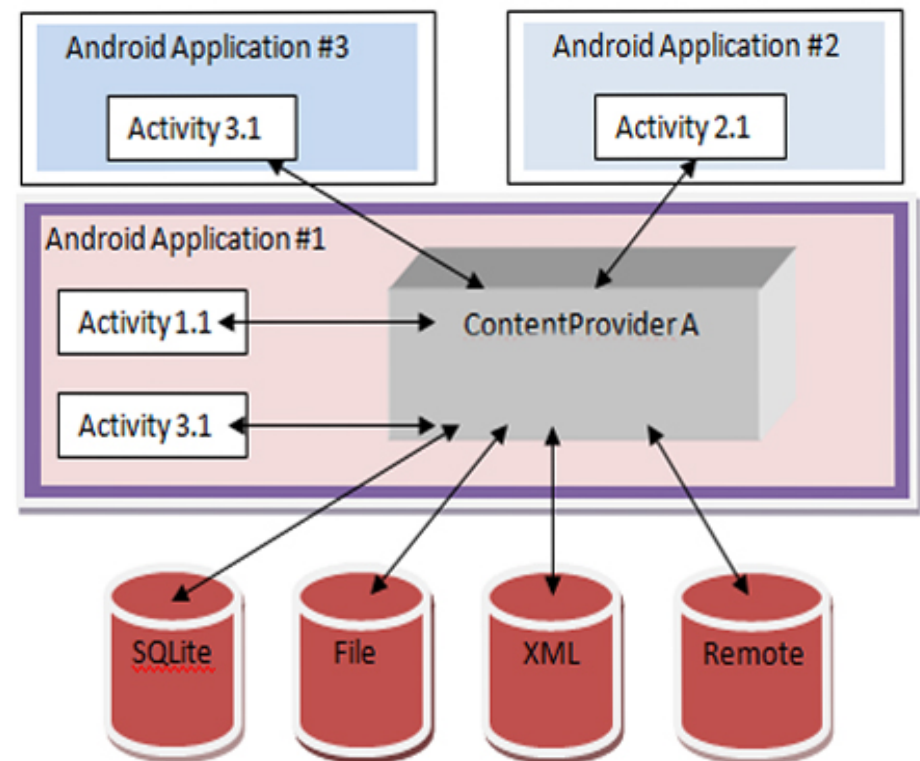 Android Application #3
Android Application #2
Activity 3.1
Activity 2.1
Android Application #1
Activity 1.1
ContentProvider A
Activity 3.1
SQLite
File
XML
Remote